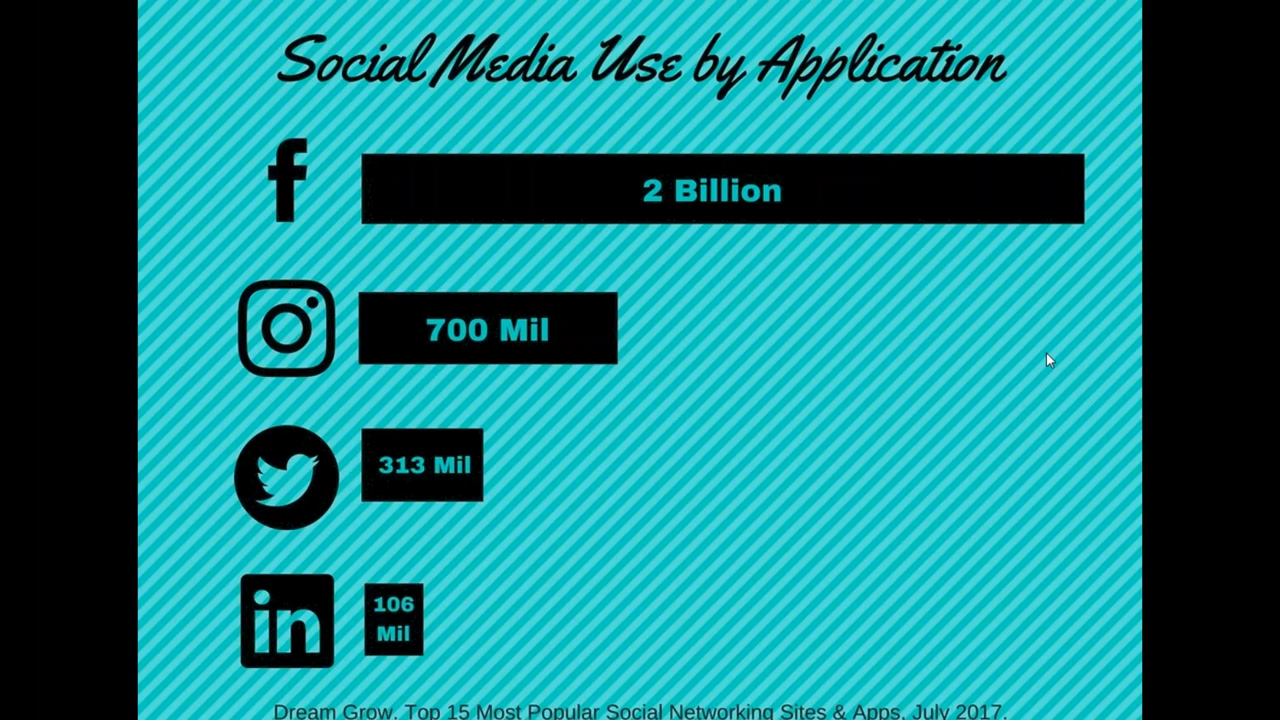 Social Media Use by Application
f
2 Billion
700 Mil
313 Mil
in
106
Mil
Dream Grow, Top 15 Most Popular Social Networking Sites & Apps, July 2017.